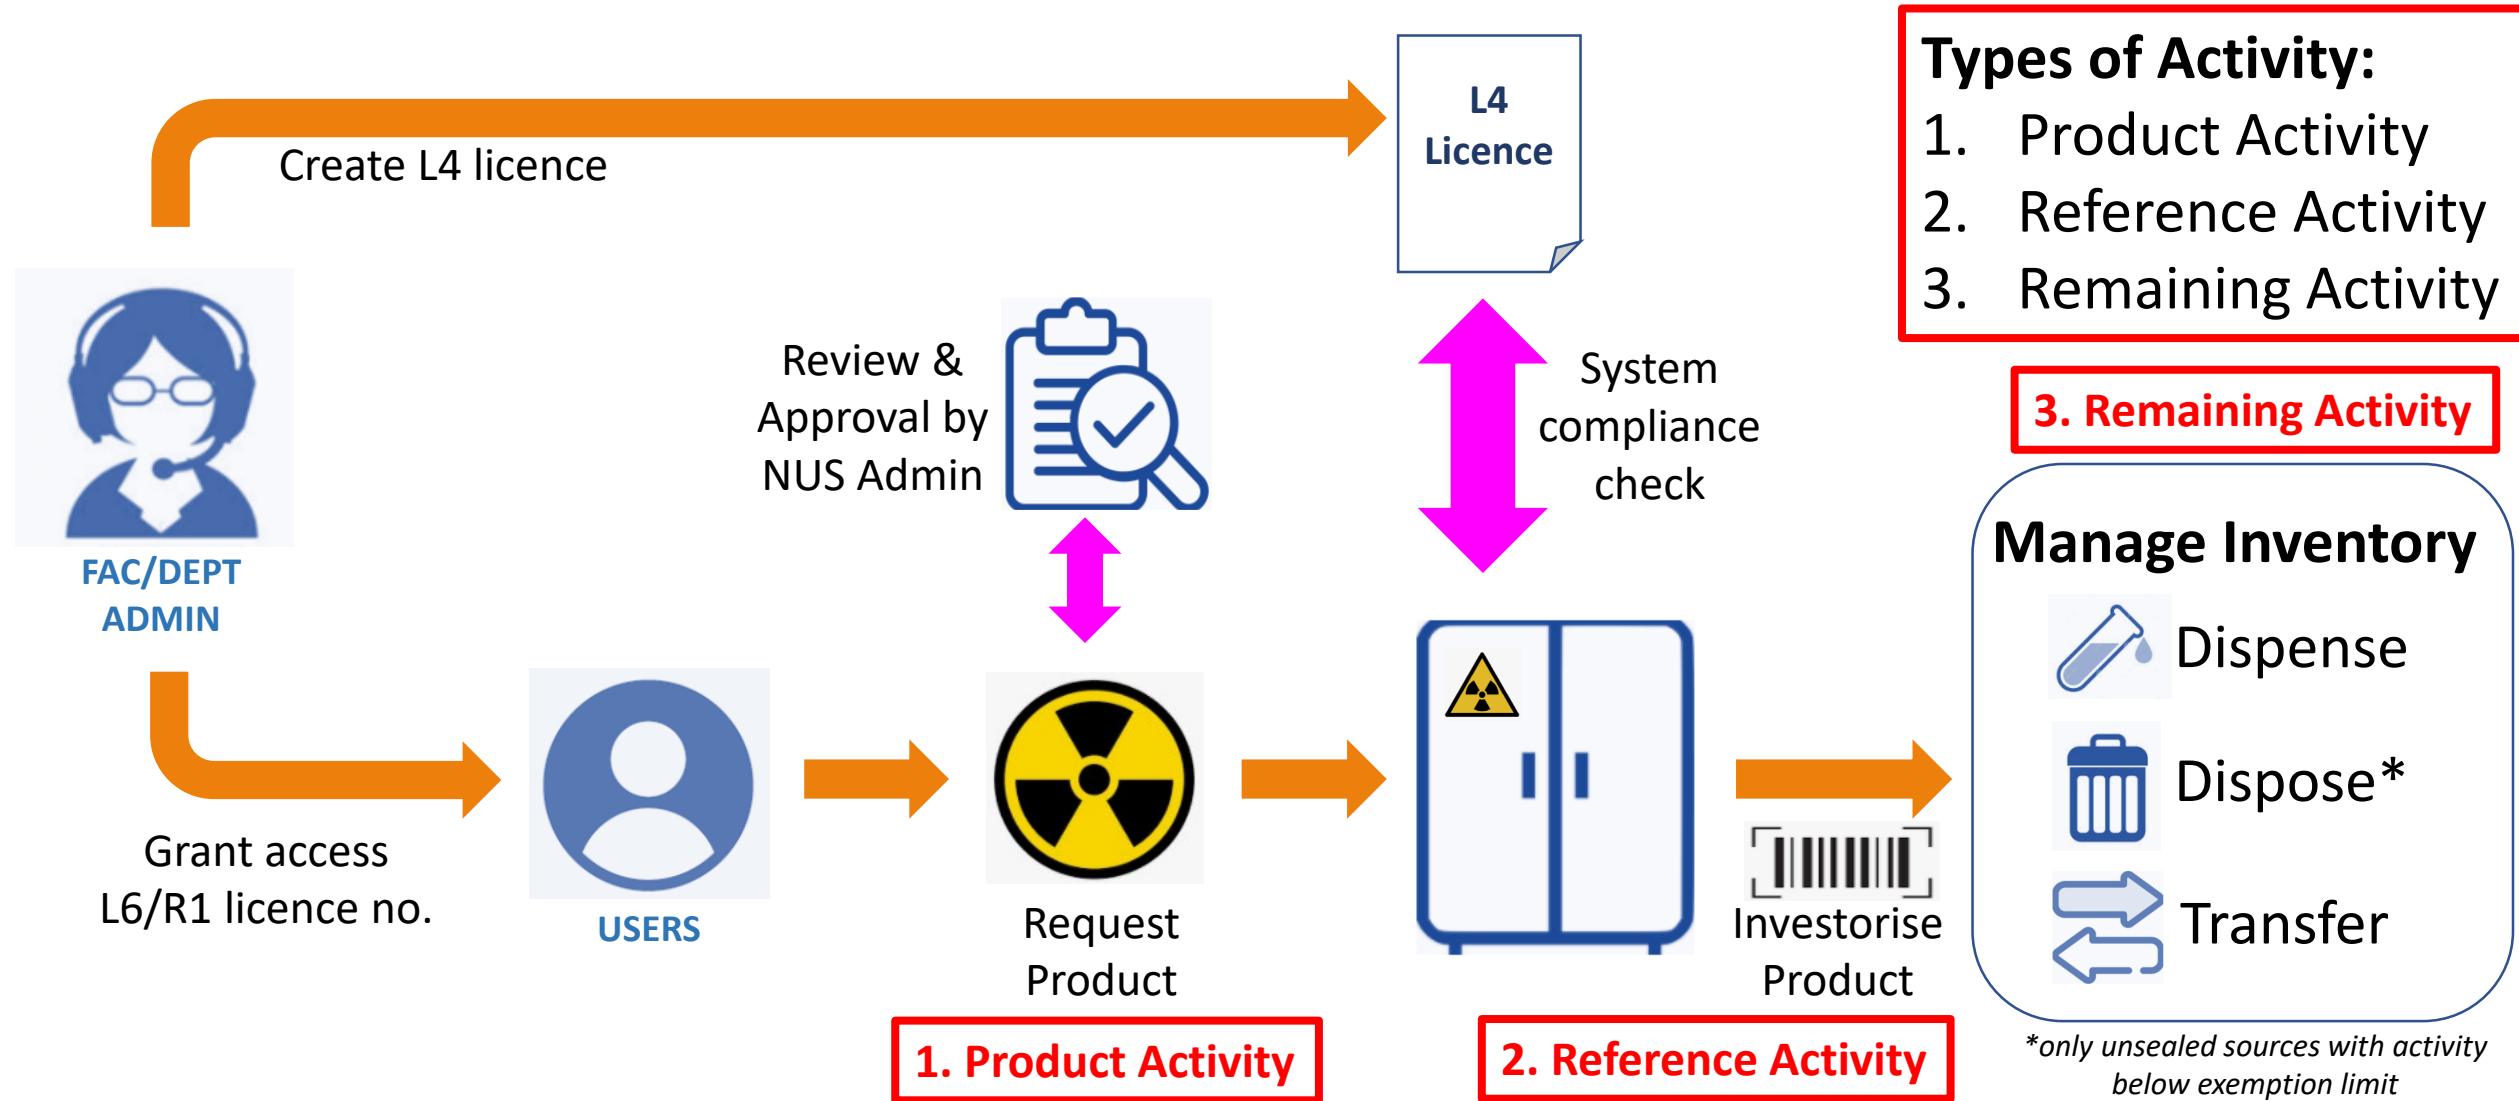 Create L4 licence
L4
Licence
Types of Activity:
1. Product Activity
2. Reference Activity
3. Remaining Activity
FAC/DEPT
ADMIN
Review &
Approval by
NUS Admin
System
compliance
check
3. Remaining Activity
Grant access
L6/R1 licence no.
USERS
Request
Product
1. Product Activity
Investorise
Product
2. Reference Activity
Manage Inventory
Dispense
Dispose*
Transfer
*only unsealed sources with activity
below exemption limit